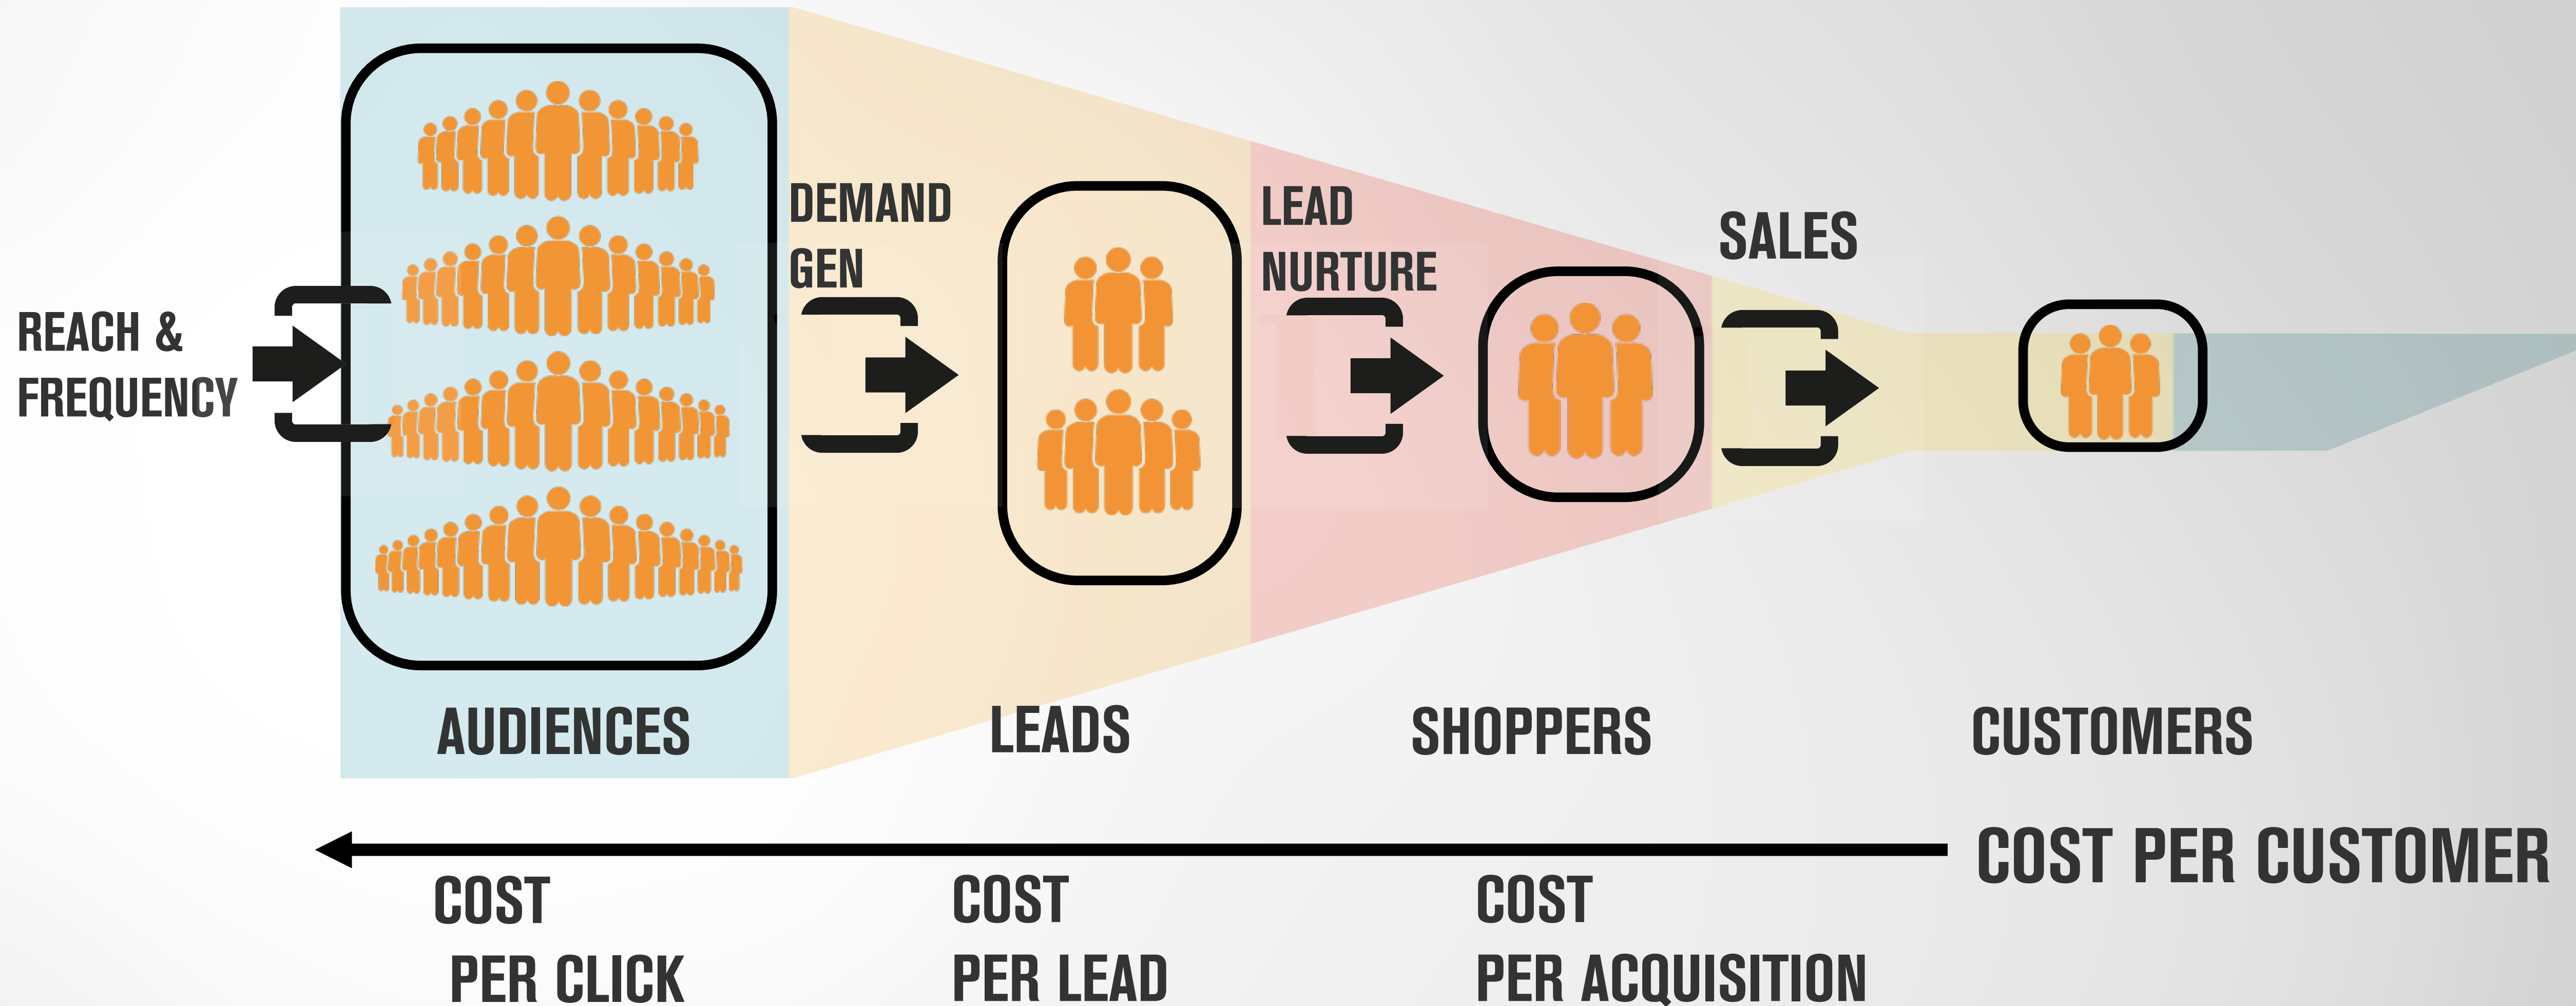 REACH &
FREQUENCY
DEMAND
GEN
LEAD
NURTURE
SALES
AUDIENCES
LEADS
SHOPPERS
CUSTOMERS
COST PER CUSTOMER
COST
PER CLICK
COST
PER LEAD
COST
PER ACQUISITION